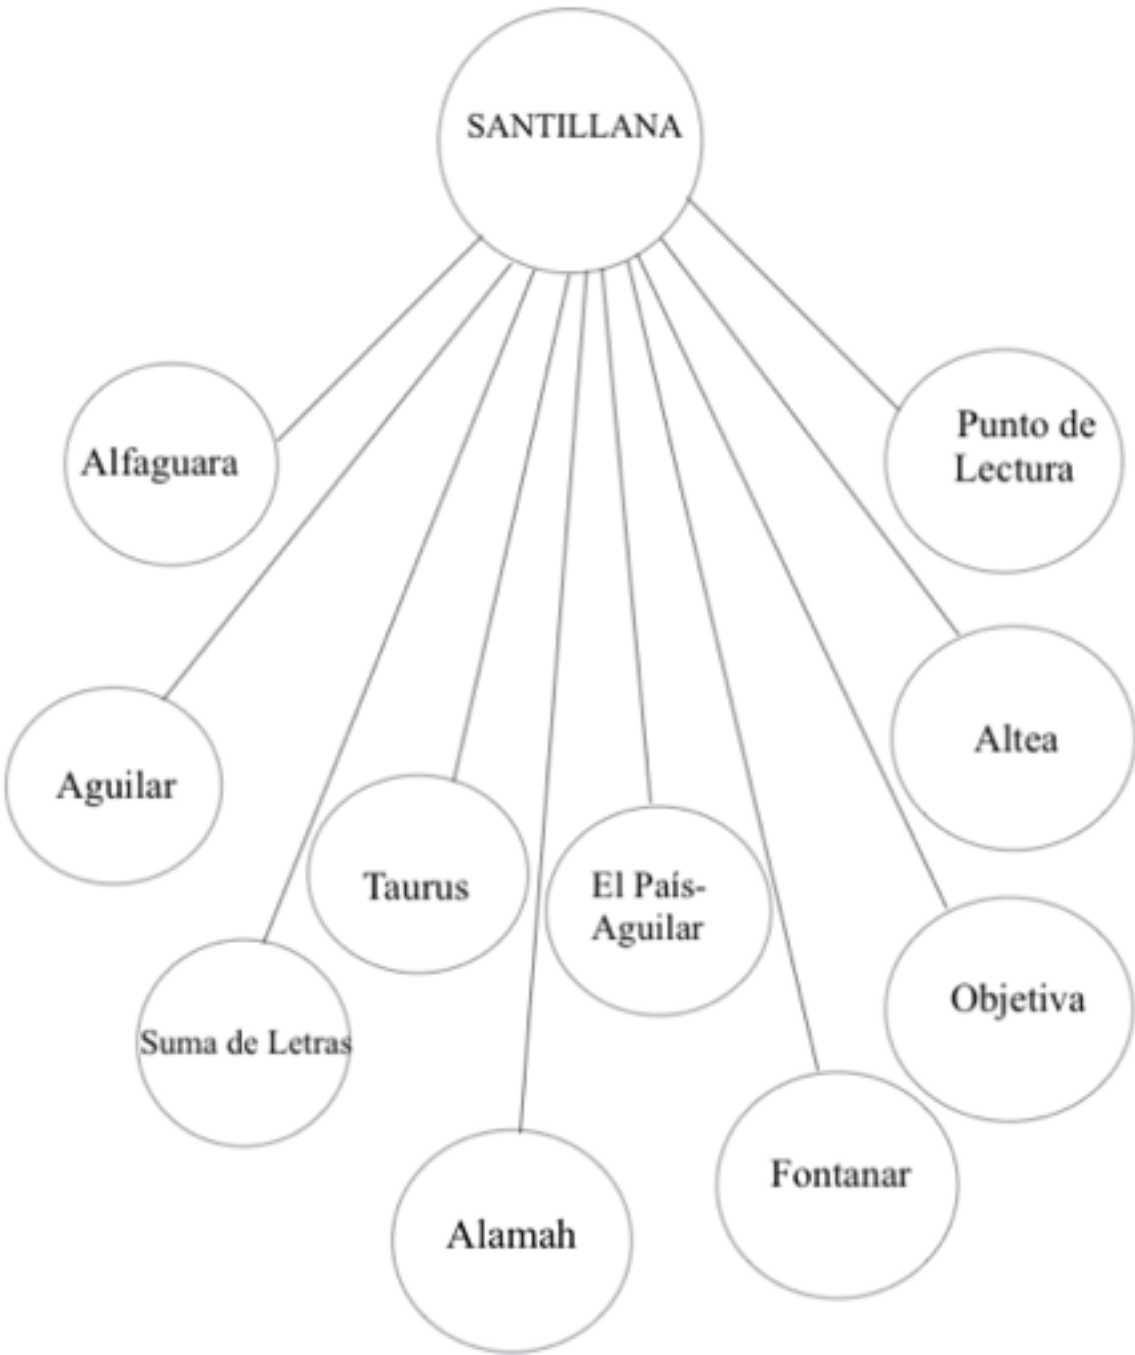 SANTILLANA
Alfaguara
Punto de
Lectura
Aguilar
Altea
Taurus
El País-
Aguilar
Suma de Letras
Objetiva
Alamah
Fontanar